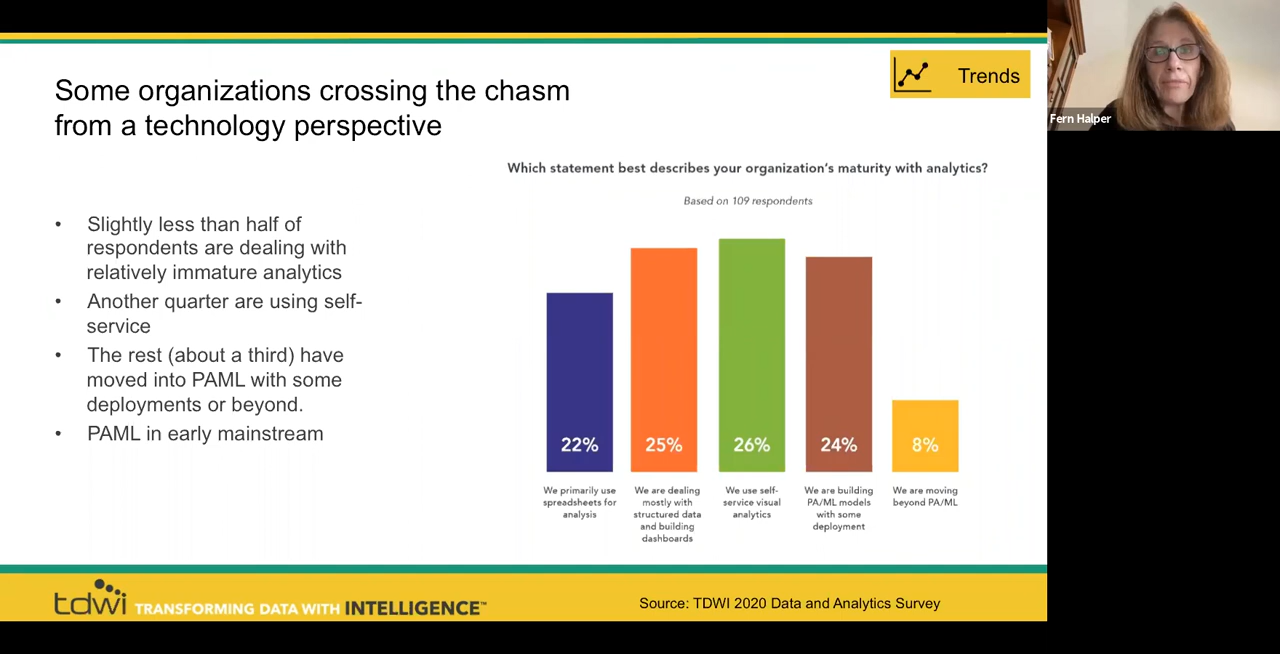 Some organizations crossing the chasm
from a technology perspective
Trends
Fern Halper
• Slightly less than half of
respondents are dealing with
relatively immature analytics
• Another quarter are using self-
service
• The rest (about a third) have
moved into PAML with some
deployments or beyond.
• PAML in early mainstream
Which statement best describes your organization's maturity with analytics?
Based on 109 respondents
22%
25%
26%
24%
8%
We primarily use
spreadsheets for
analysis
We are dealing
mostly with
structured data
and building
dashboards
We use self-
service visual
analytics
We are building
PA/ML models
with some
deployment
We are moving
beyond PA/ML
tdwi TRANSFORMING DATA WITH INTELLIGENCE™
Source: TDWI 2020 Data and Analytics Survey